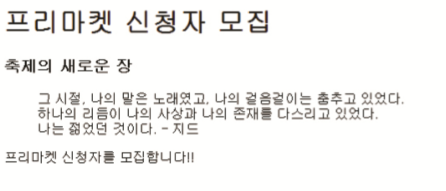 프리마켓 신청자 모집
축제의 새로운 장
그 시절, 나의 말은 노래였고, 나의 걸음걸이는 춤추고 있었다.
하나의 리듬이 나의 사상과 나의 존재를 다스리고 있었다.
나는 젊었던 것이다. - 지드
프리마켓 신청자를 모집합니다!!